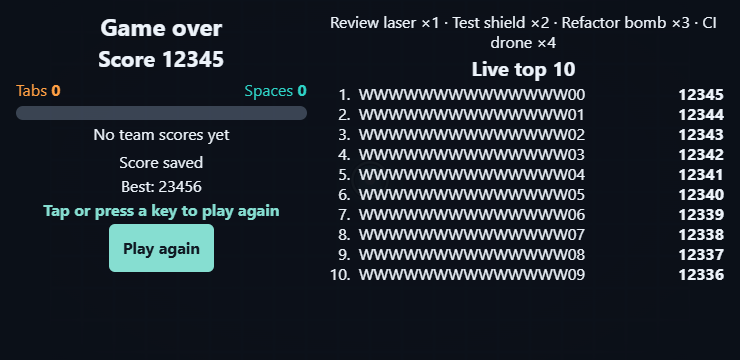 Game over
Score 12345
Tabs 0 Spaces 0
No team scores yet
Score saved
Best: 23456
Tap or press a key to play again
Play again
Review laser ×1 · Test shield ×2 · Refactor bomb ×3 · CI
drone ×4
Live top 10
1. WWWWWWWWWWWWWW00 12345
2. WWWWWWWWWWWWWW01 12344
3. WWWWWWWWWWWWWW02 12343
4. WWWWWWWWWWWWWW03 12342
5. WWWWWWWWWWWWWW04 12341
6. WWWWWWWWWWWWWW05 12340
7. WWWWWWWWWWWWWW06 12339
8. WWWWWWWWWWWWWW07 12338
9. WWWWWWWWWWWWWW08 12337
10. WWWWWWWWWWWWWW09 12336